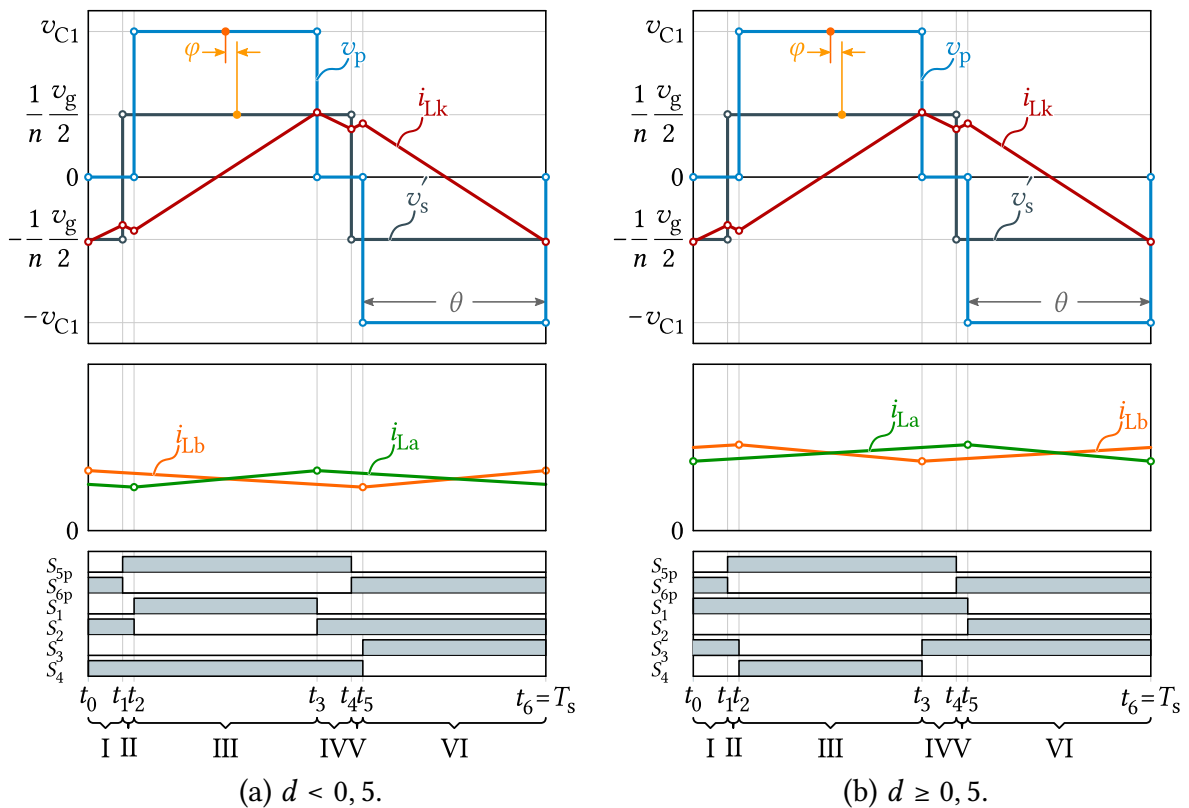 v_C1
φ
v_p
1/n v_g/2
i_Lk
0
v_s
−1/n v_g/2
θ
−v_C1
i_Lb
i_La
0
S_5p
S_6p
S_1
S_2
S_3
S_4
t_0 t_1 t_2 t_3 t_4 t_5 t_6 = T_s
I II III IV V VI
(a) d < 0, 5.
v_C1
φ
v_p
1/n v_g/2
i_Lk
0
v_s
−1/n v_g/2
θ
−v_C1
i_La
i_Lb
0
S_5p
S_6p
S_1
S_2
S_3
S_4
t_0 t_1 t_2 t_3 t_4 t_5 t_6 = T_s
I II III IV V VI
(b) d ≥ 0, 5.